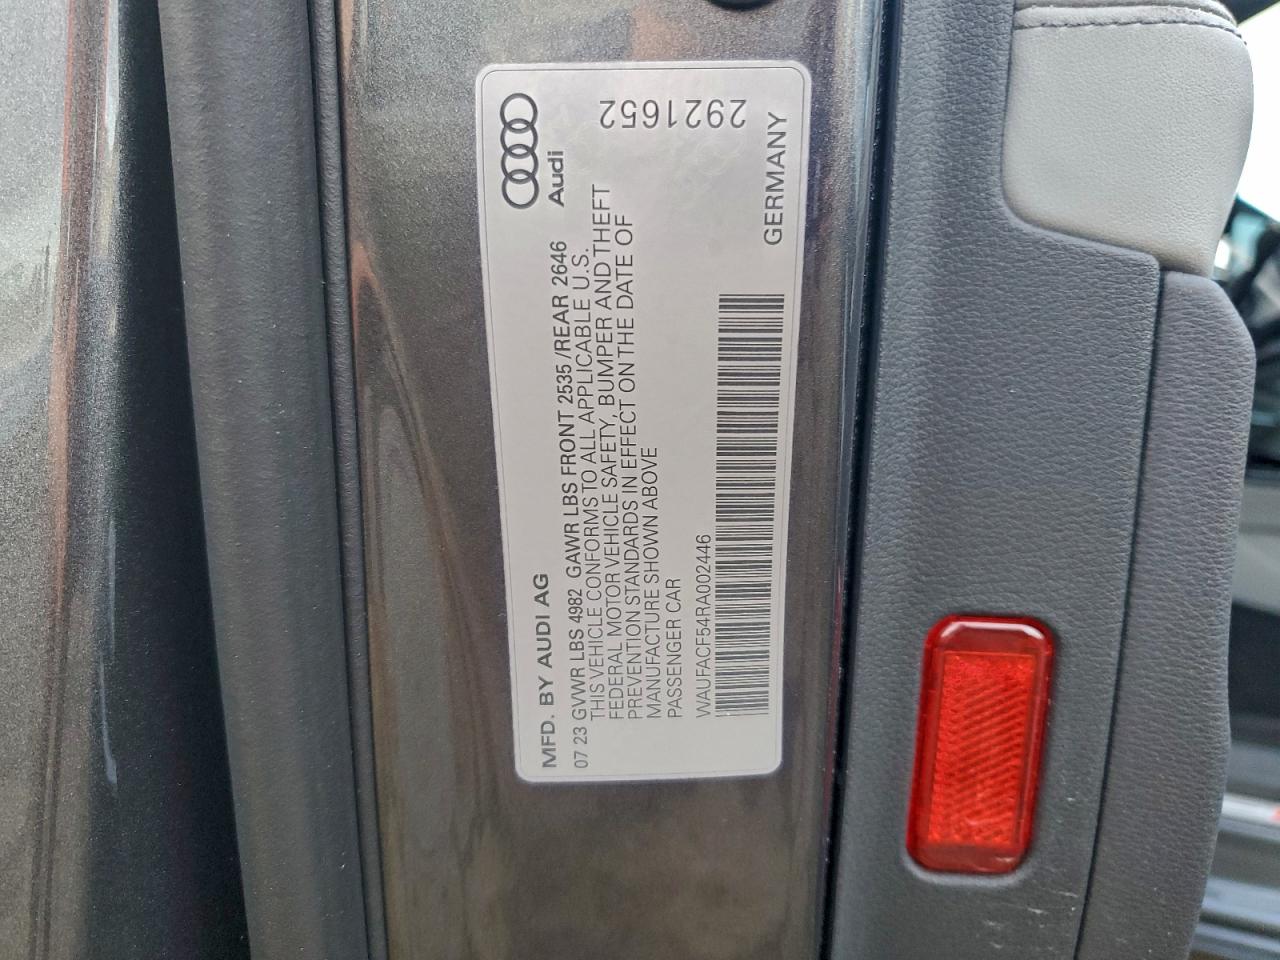 MFD. BY AUDI AG
Audi
07 23 GVWR LBS 4982 GAWR LBS FRONT 2535/REAR 2646
THIS VEHICLE CONFORMS TO ALL APPLICABLE U.S.
FEDERAL MOTOR VEHICLE SAFETY, BUMPER AND THEFT
PREVENTION STANDARDS IN EFFECT ON THE DATE OF
MANUFACTURE SHOWN ABOVE
PASSENGER CAR
WAUFACF54RA002446
GERMANY
2921652